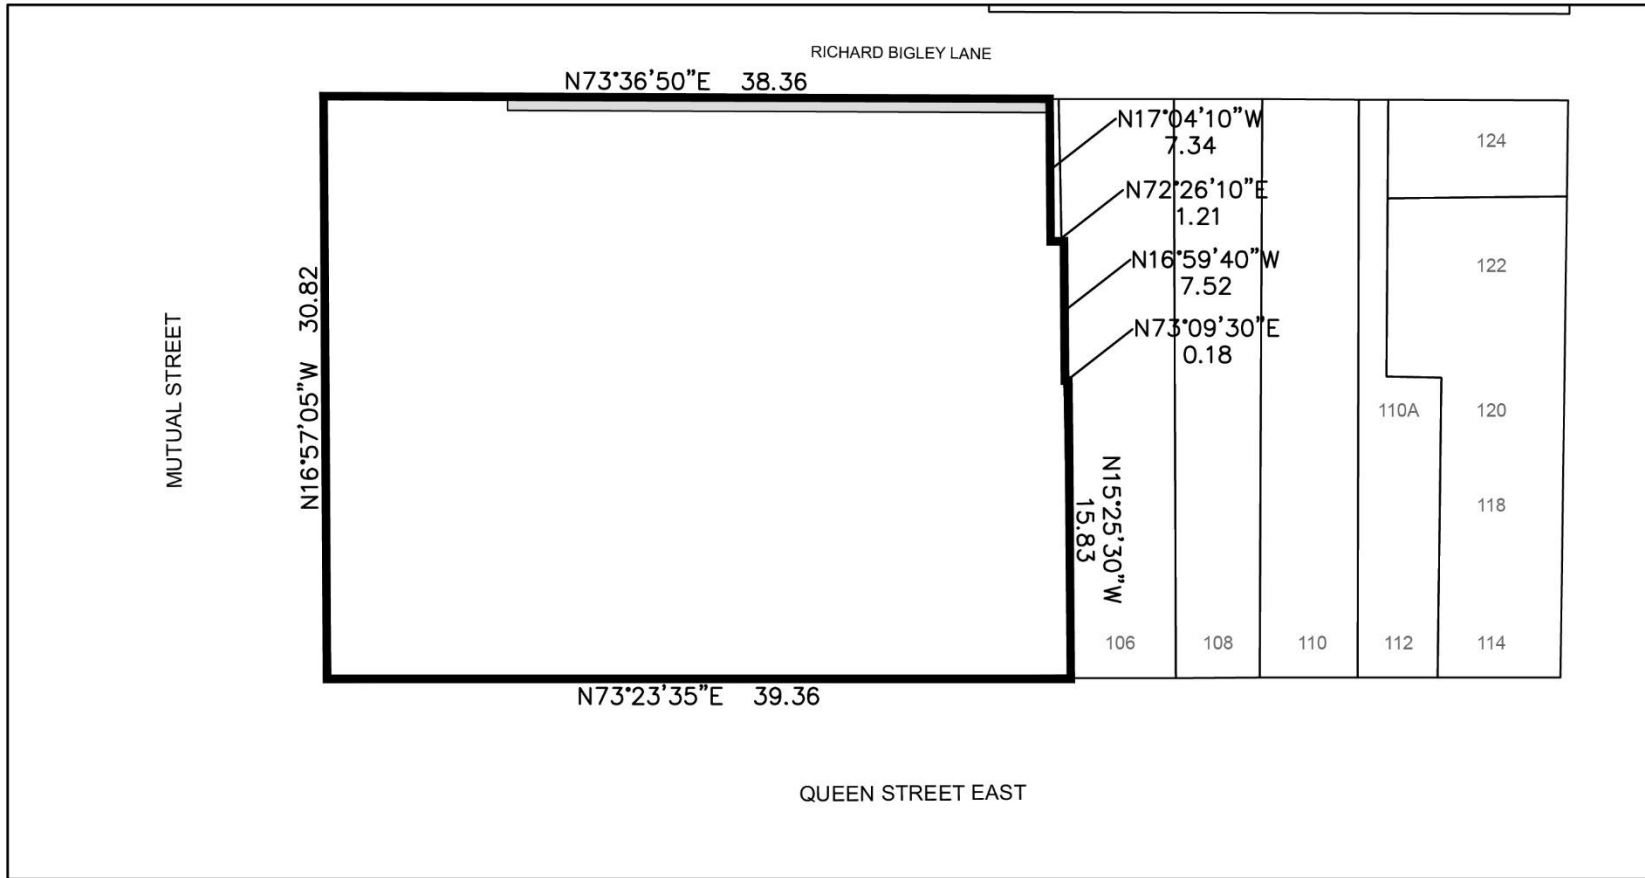 RICHARD BIGLEY LANE
N73°36'50"E 38.36
N17°04'10"W
7.34
124
N72°26'10"E
1.21
N16°59'40"W
7.52
122
N73°09'30"E
0.18
MUTUAL STREET
N16°57'05"W 30.82
110A
120
N15°25'30"W
15.83
118
106
108
110
112
114
N73°23'35"E 39.36
QUEEN STREET EAST